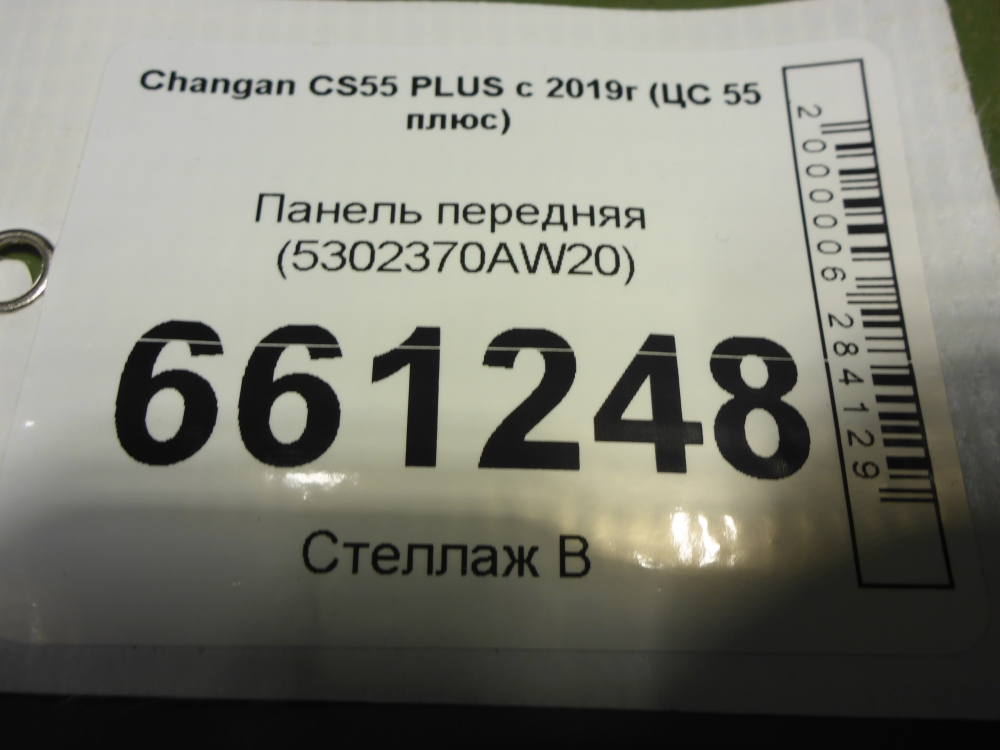 Changan CS55 PLUS с 2019г (ЦС 55
плюс)
Панель передняя
(5302370AW20)
661248
Стеллаж В
2000006284129